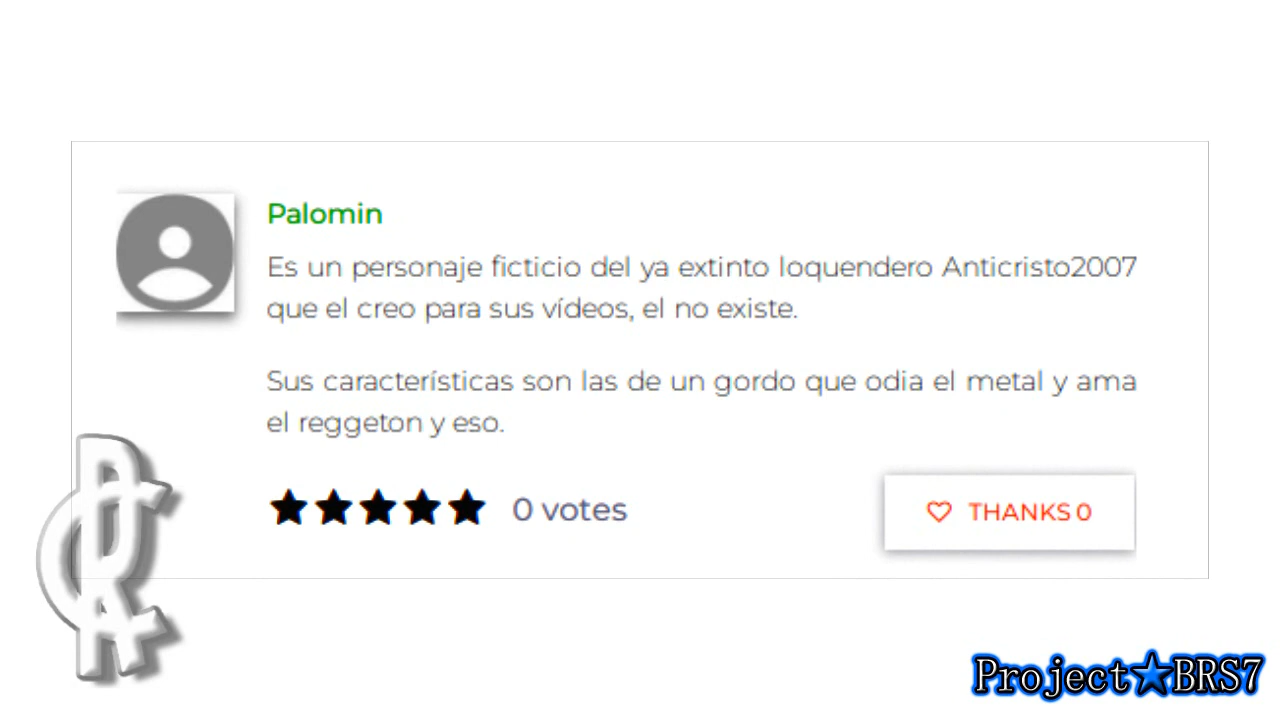 Palomin
Es un personaje ficticio del ya extinto loquendero Anticristo2007
que el creo para sus vídeos, el no existe.
Sus características son las de un gordo que odia el metal y ama
el reggeton y eso.
0 votes
THANKS 0
Project★BRS7